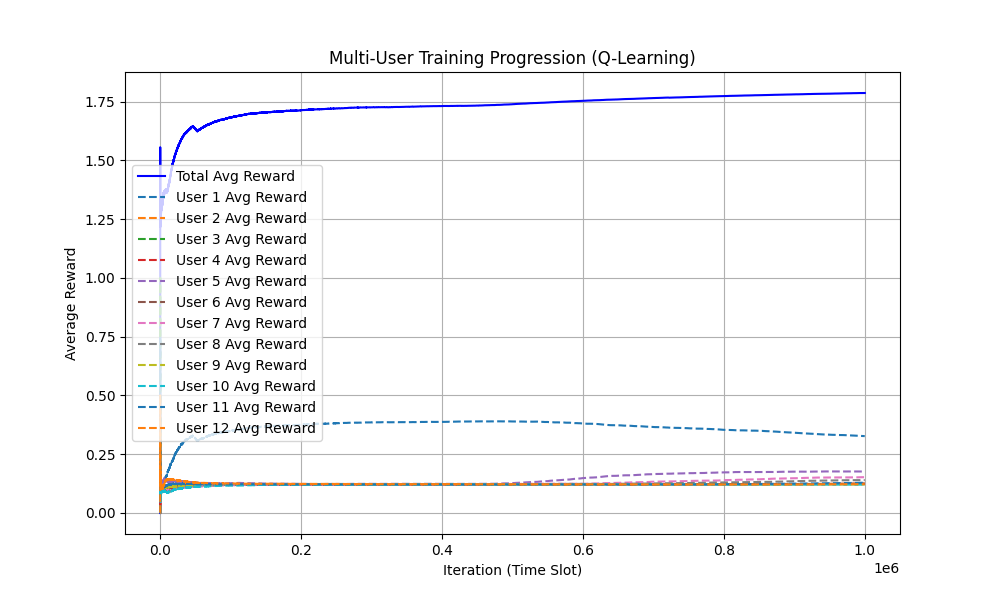 Multi-User Training Progression (Q-Learning)
Average Reward
1.75
1.50
1.25
1.00
0.75
0.50
0.25
0.00
Total Avg Reward
User 1 Avg Reward
User 2 Avg Reward
User 3 Avg Reward
User 4 Avg Reward
User 5 Avg Reward
User 6 Avg Reward
User 7 Avg Reward
User 8 Avg Reward
User 9 Avg Reward
User 10 Avg Reward
User 11 Avg Reward
User 12 Avg Reward
0.0 0.2 0.4 0.6 0.8 1.0
1e6
Iteration (Time Slot)